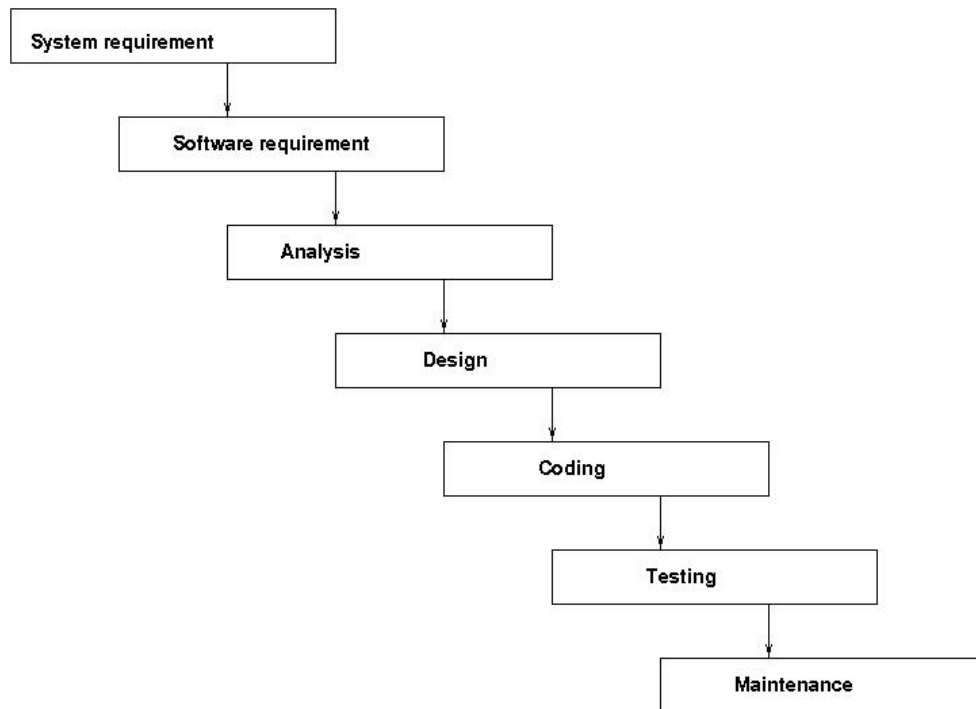 System requirement
Software requirement
Analysis
Design
Coding
Testing
Maintenance